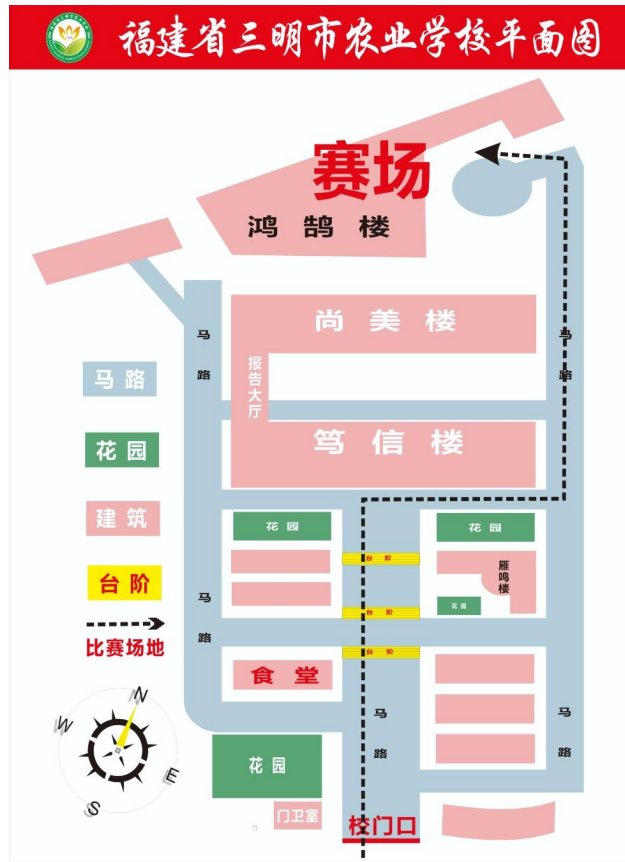 福建省三明市农业学校平面图
赛场
鸿鹄楼
尚美楼
马路
马路
报告大厅
马路
笃信楼
花园
建筑
花园
花园
台阶
雁鸣楼
台阶
马路
台阶
花园
比赛场地
台阶
食堂
N
W
E
S
马路
马路
花园
门卫室
校门口